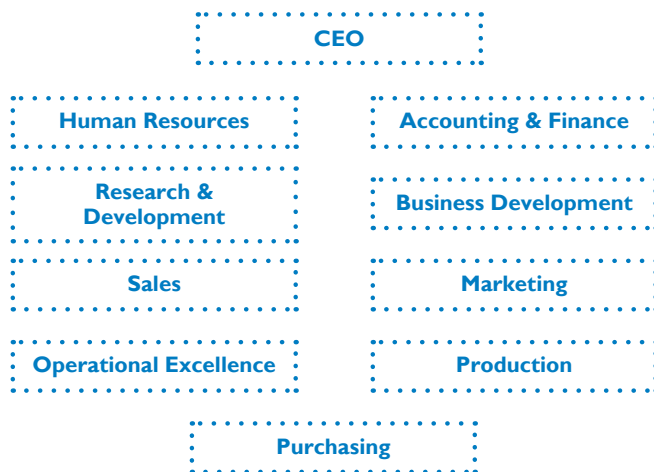 CEO
Human Resources
Accounting & Finance
Research &
Development
Business Development
Sales
Marketing
Operational Excellence
Production
Purchasing